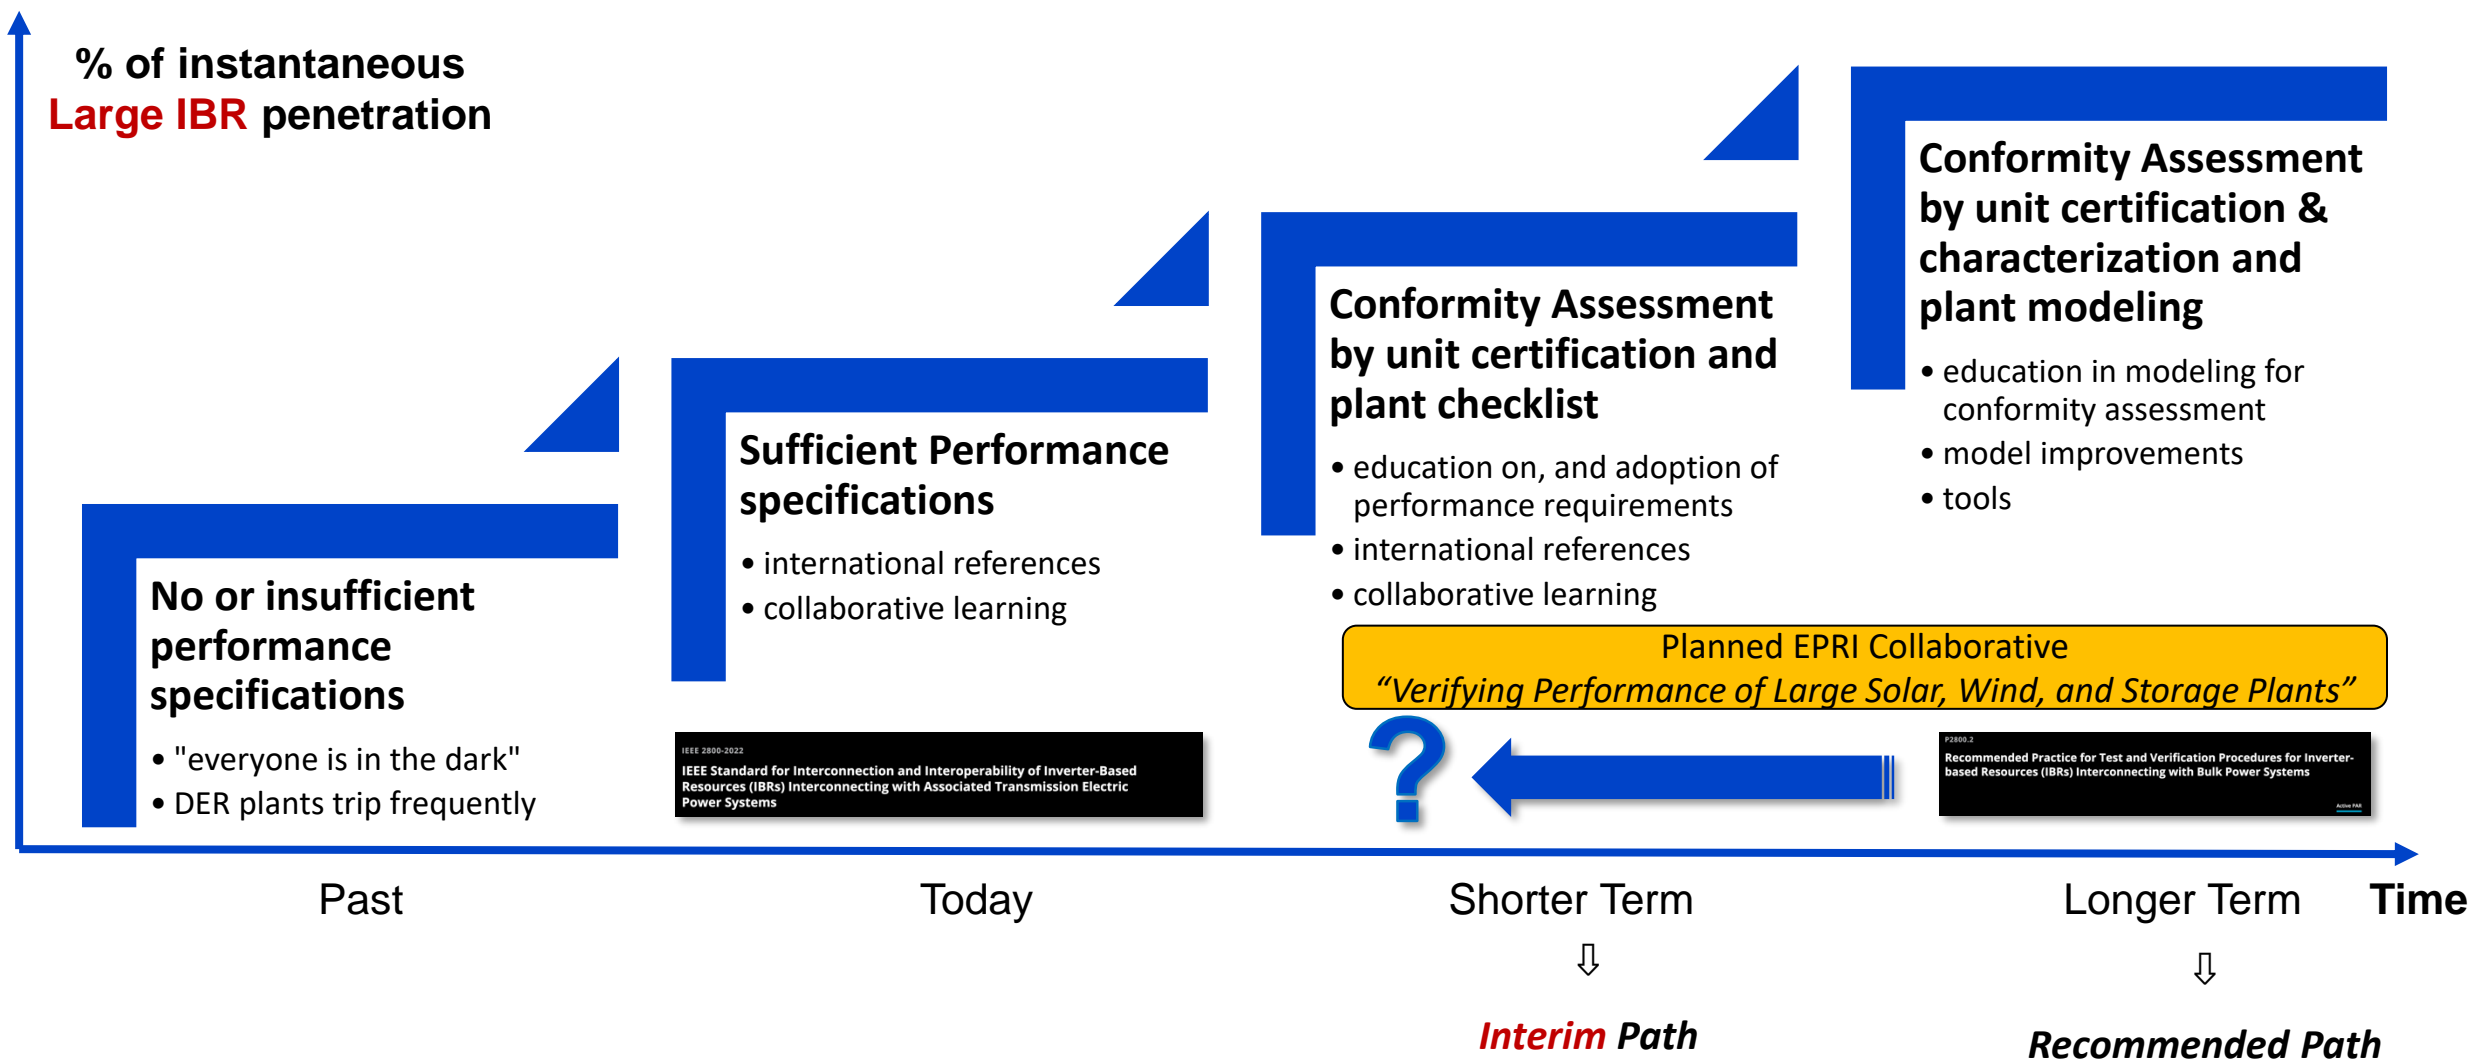 % of instantaneous
Large IBR penetration
No or insufficient
performance
specifications
• "everyone is in the dark"
• DER plants trip frequently
Sufficient Performance
specifications
• international references
• collaborative learning
IEEE 2800-2022
IEEE Standard for Interconnection and Interoperability of Inverter-Based
Resources (IBRs) Interconnecting with Associated Transmission Electric
Power Systems
Conformity Assessment
by unit certification and
plant checklist
• education on, and adoption of
performance requirements
• international references
• collaborative learning
Conformity Assessment
by unit certification &
characterization and
plant modeling
• education in modeling for
conformity assessment
• model improvements
• tools
Planned EPRI Collaborative
“Verifying Performance of Large Solar, Wind, and Storage Plants”
?
P2800.2
Recommended Practice for Test and Verification Procedures for Inverter-
based Resources (IBRs) Interconnecting with Bulk Power Systems
Active PAR
Past
Today
Shorter Term
Longer Term
Time
⇩
⇩
Interim Path
Recommended Path